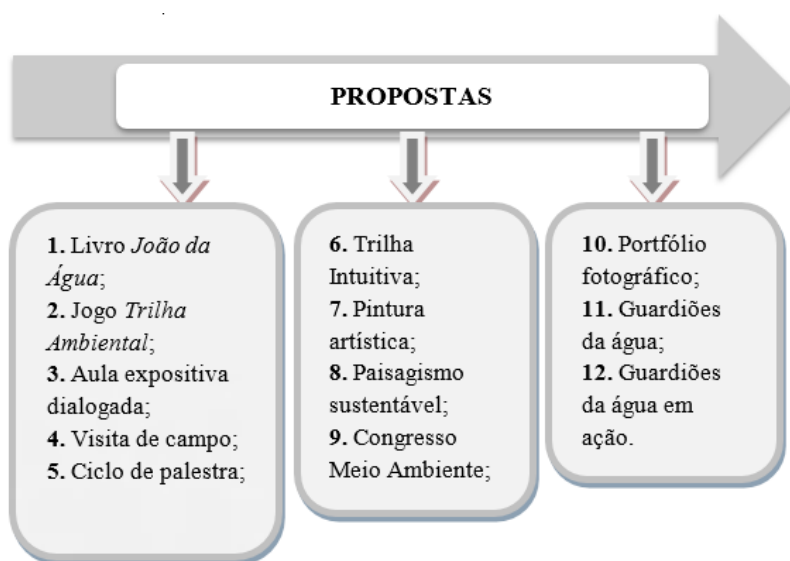 PROPOSTAS
1. Livro João da
Água;
2. Jogo Trilha
Ambiental;
3. Aula expositiva
dialogada;
4. Visita de campo;
5. Ciclo de palestra;
6. Trilha
Intuitiva;
7. Pintura
artística;
8. Paisagismo
sustentável;
9. Congresso
Meio Ambiente;
10. Portfólio
fotográfico;
11. Guardiões
da água;
12. Guardiões
da água em
ação.